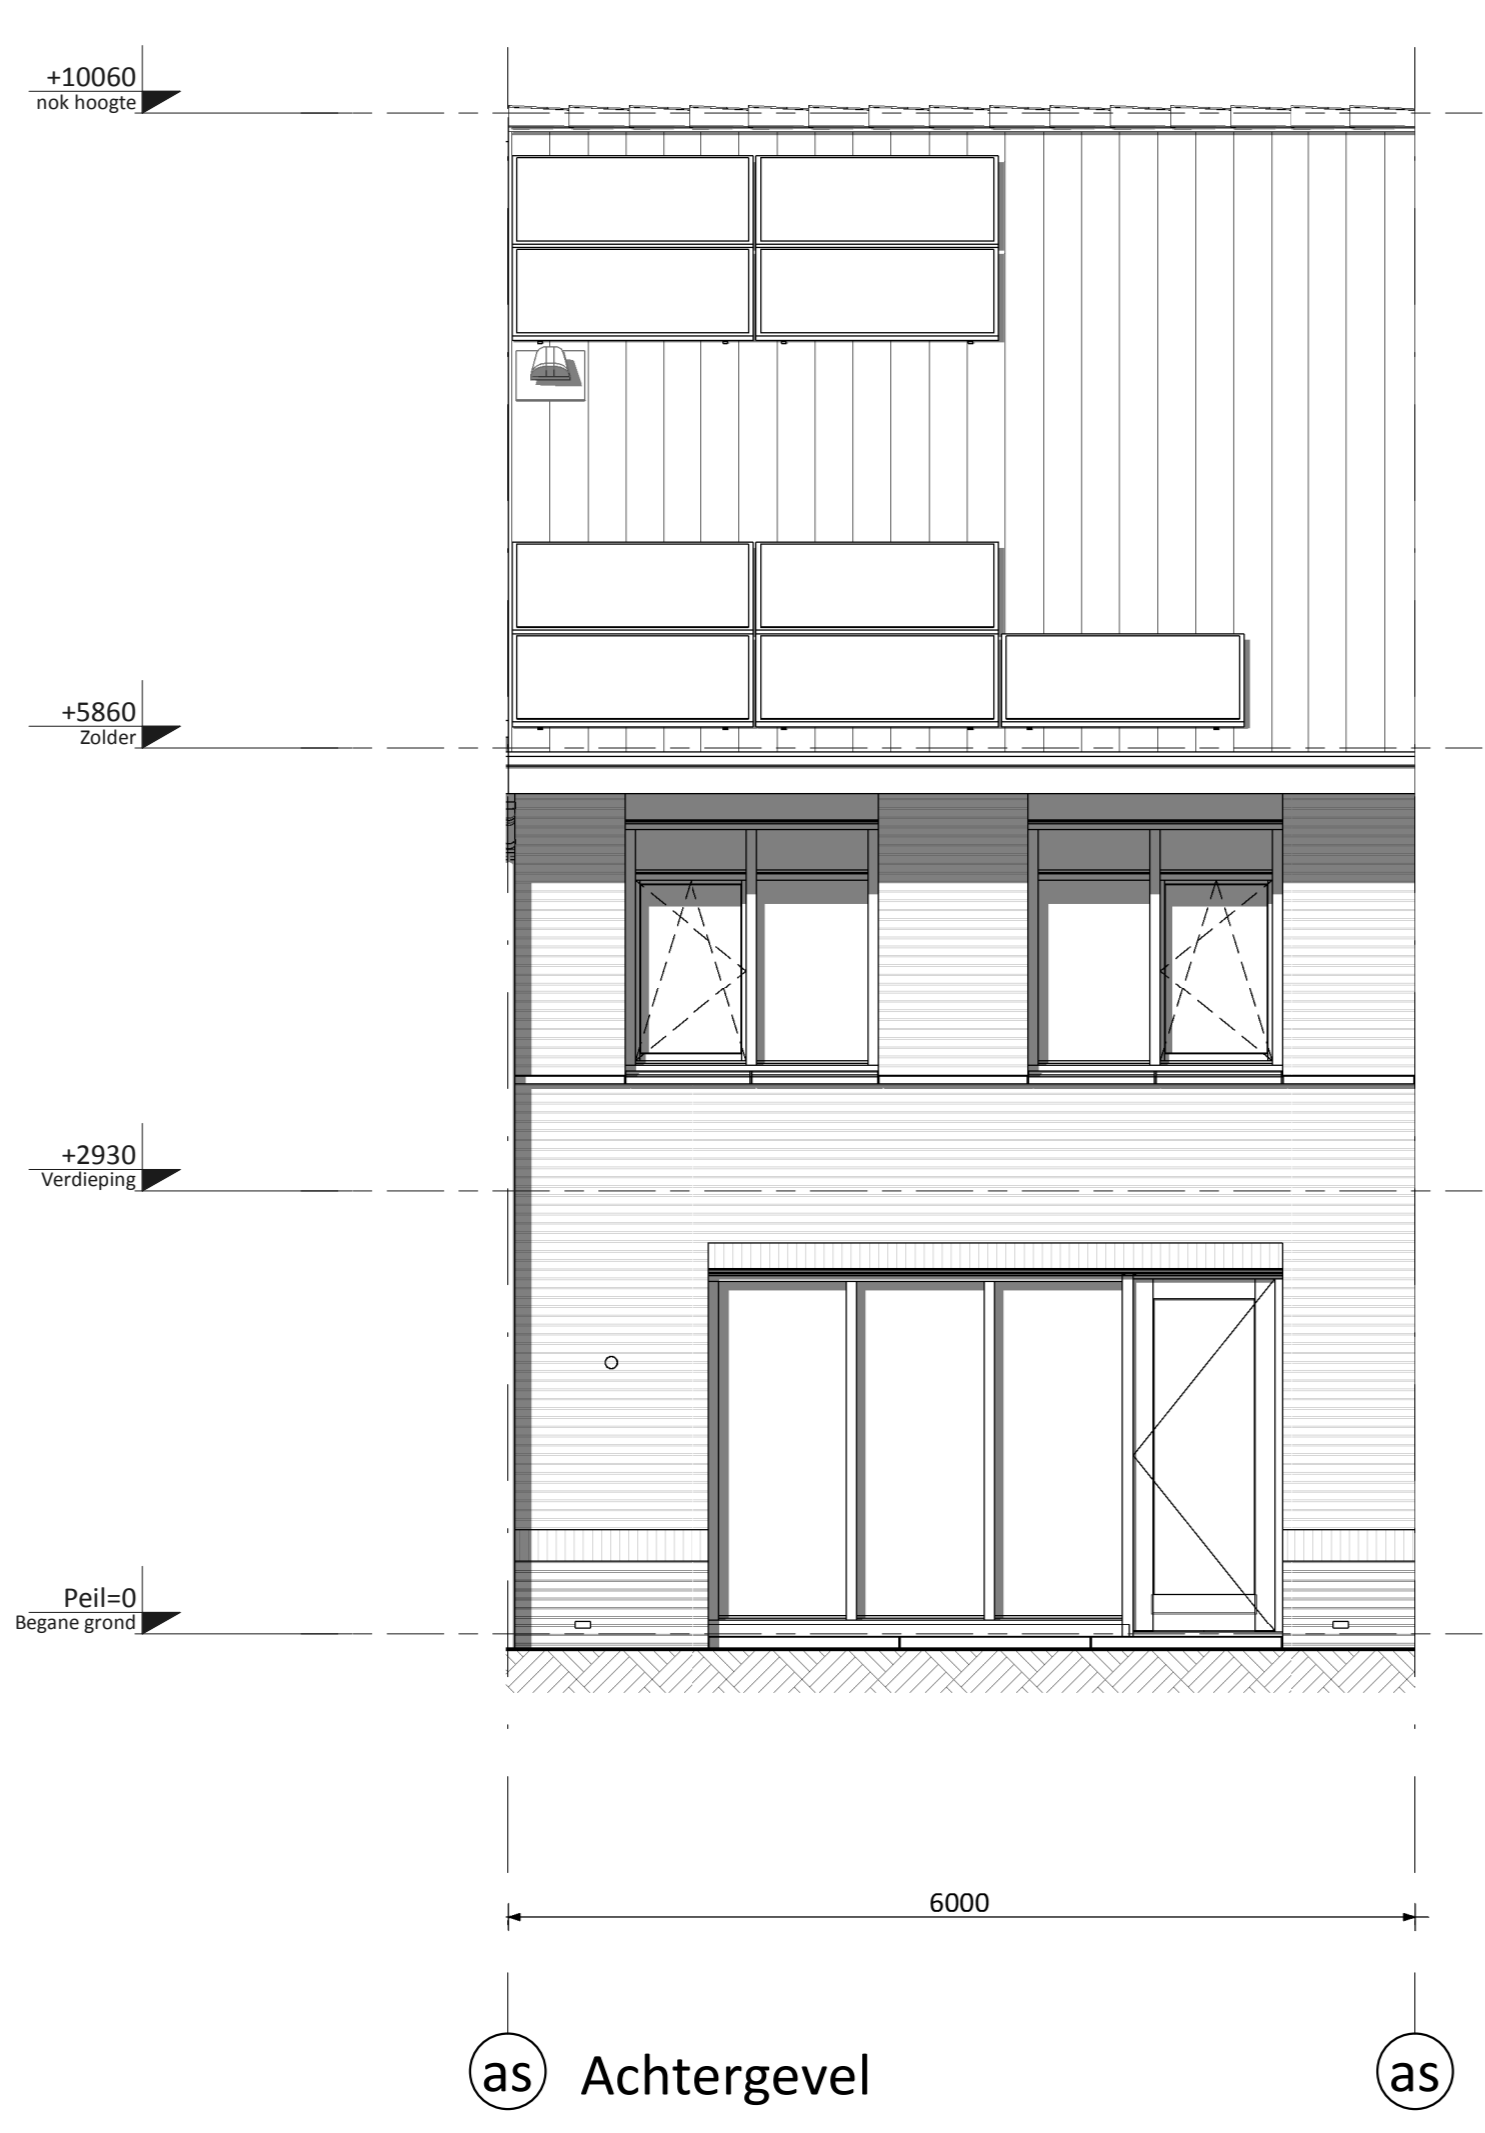 +10060
nok hoogte
+5860
Zolder
+2930
Verdieping
Peil=0
Begane grond
6000
as Achtergevel as